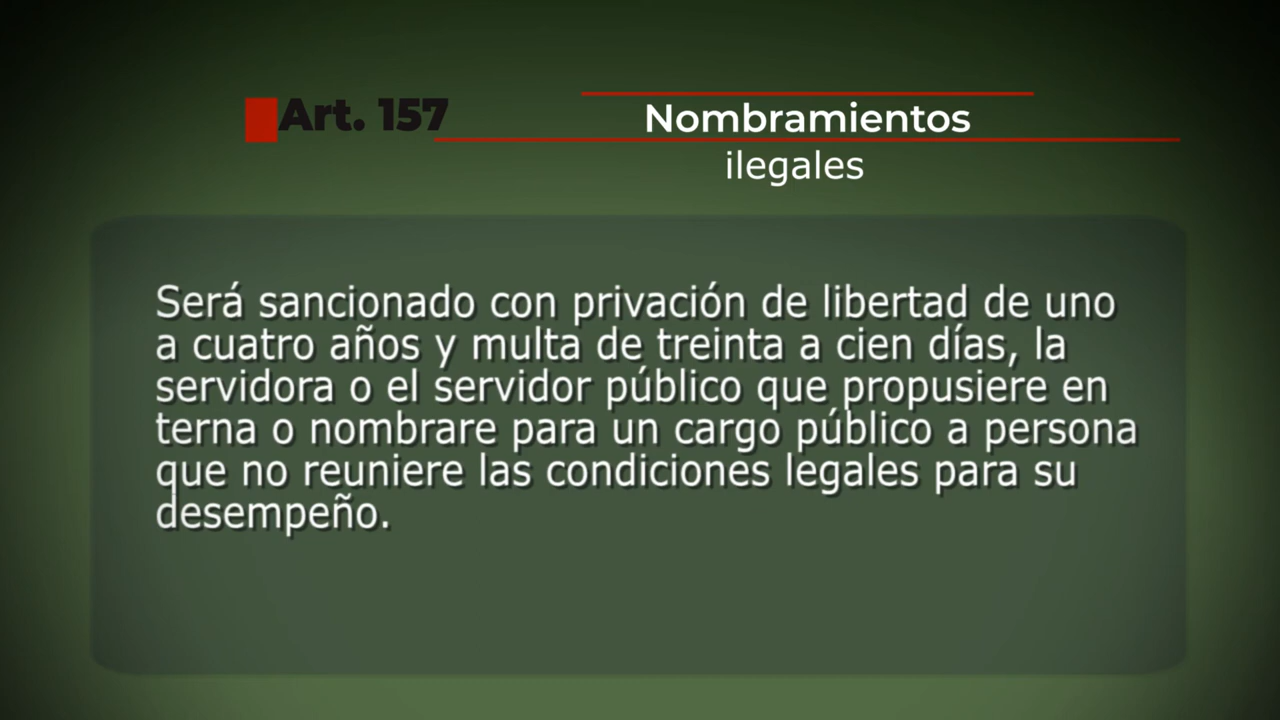 Art. 157
Nombramientos
ilegales
Será sancionado con privación de libertad de uno
a cuatro años y multa de treinta a cien días, la
servidora o el servidor público que propusiere en
terna o nombrare para un cargo público a persona
que no reuniere las condiciones legales para su
desempeño.